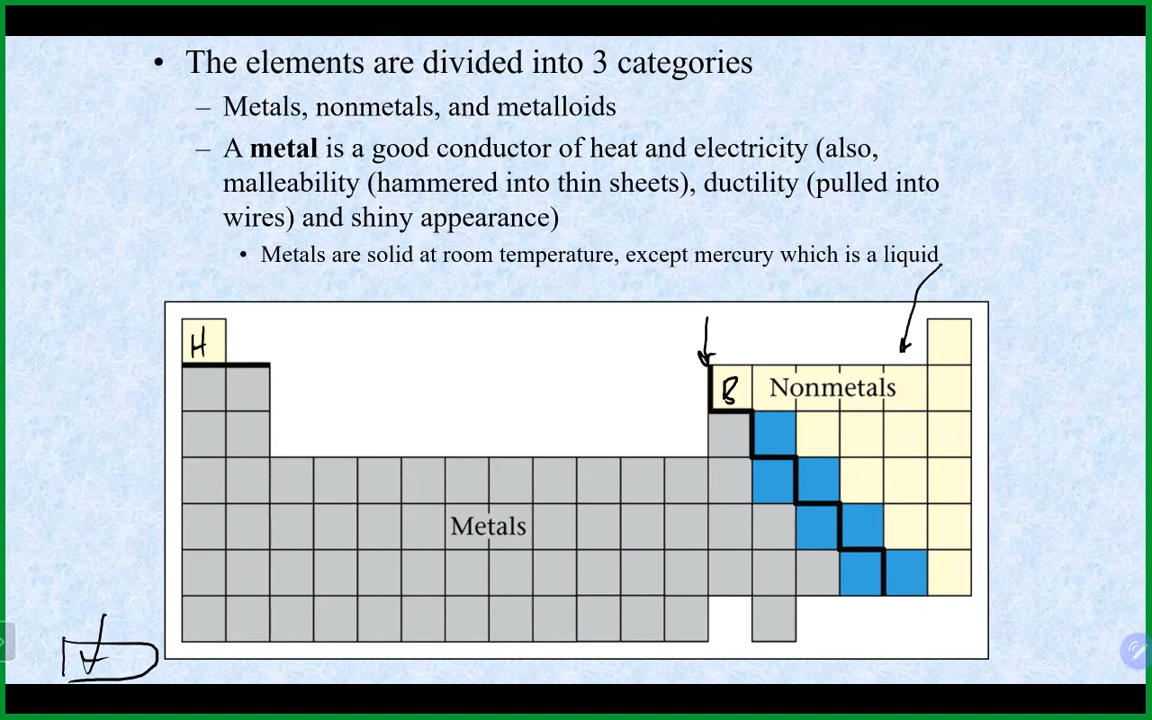 • The elements are divided into 3 categories
– Metals, nonmetals, and metalloids
– A metal is a good conductor of heat and electricity (also,
malleability (hammered into thin sheets), ductility (pulled into
wires) and shiny appearance)
• Metals are solid at room temperature, except mercury which is a liquid
H
B Nonmetals
Metals